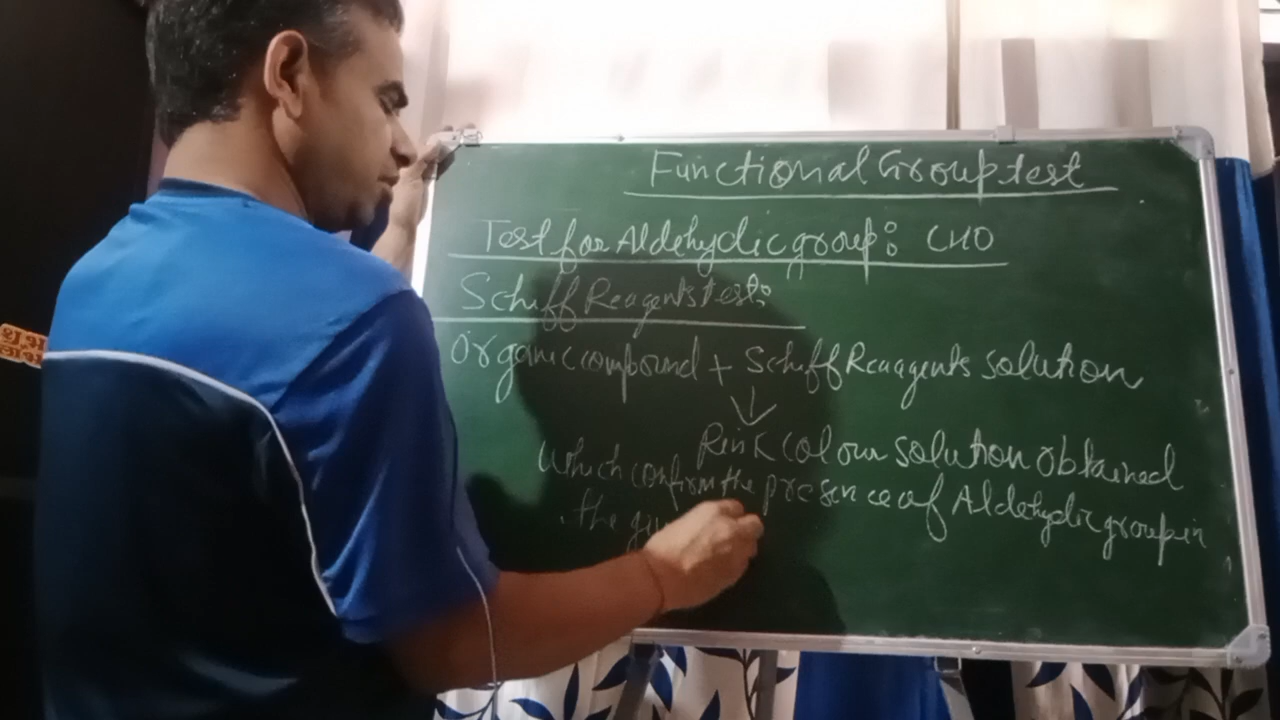 Functional Group test
Test for Aldehydic group: CHO
Schiff Reagents test:
Organic compound + Schiff Reaagents solution
Pink colour solution obtained
Which confirm the presence of Aldehydic group in
the giv